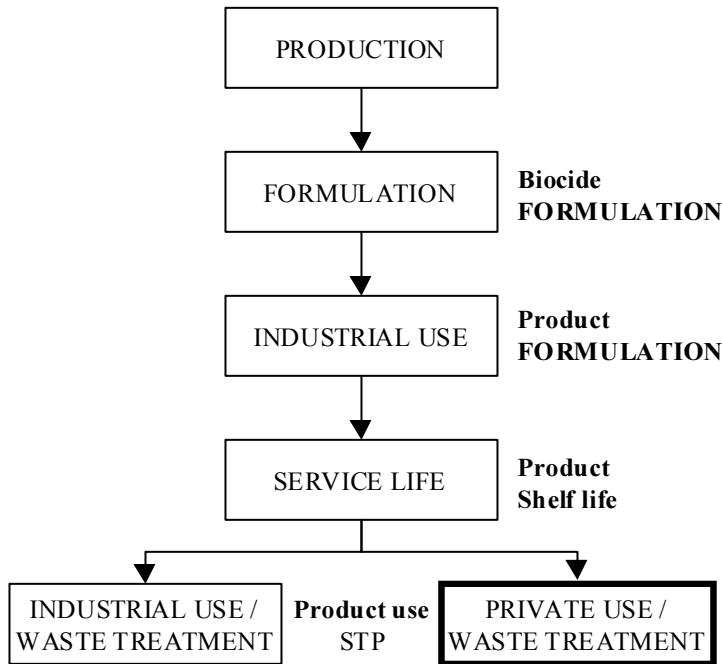 PRODUCTION
FORMULATION
Biocide
FORMULATION
INDUSTRIAL USE
Product
FORMULATION
SERVICE LIFE
Product
Shelf life
INDUSTRIAL USE /
WASTE TREATMENT
Product use
STP
PRIVATE USE /
WASTE TREATMENT